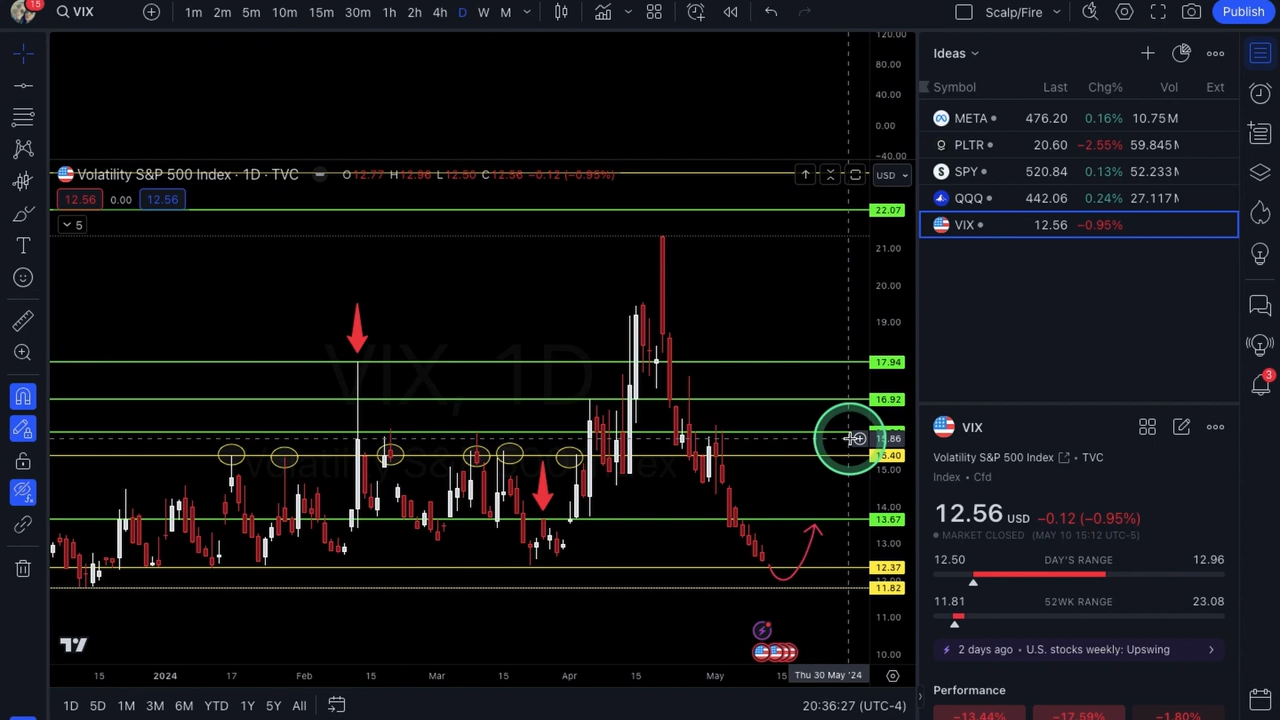 15
VIX
1m 2m 5m 10m 15m 30m 1h 2h 4h D W M
Scalp/Fire
Publish
120.00
80.00
40.00
0.00
−40.00
Volatility S&P 500 Index · 1D · TVC
O12.77 H12.96 L12.50 C12.56 −0.12 (−0.95%)
USD
12.56 0.00 12.56
5
22.07
21.00
20.00
19.00
17.94
16.92
15.86
15.40
15.00
14.00
13.67
13.00
12.37
12.00
11.82
11.00
10.00
VIX, 1D
Volatility S&P 500 Index
15 2024 17 Feb 15 Mar 15 Apr 15 May 15 Thu 30 May '24
1D 5D 1M 3M 6M YTD 1Y 5Y All
20:36:27 (UTC-4)
Ideas
Symbol Last Chg% Vol Ext
META 476.20 0.16% 10.75M
PLTR 20.60 −2.55% 59.845M
SPY 520.84 0.13% 52.233M
QQQ 442.06 0.24% 27.117M
VIX 12.56 −0.95%
3
VIX
Volatility S&P 500 Index • TVC
Index • Cfd
12.56 USD −0.12 (−0.95%)
MARKET CLOSED (MAY 10 15:12 UTC-5)
12.50 DAY'S RANGE 12.96
11.81 52WK RANGE 23.08
2 days ago • U.S. stocks weekly: Upswing
Performance
−13.44% −17.59% −1.80%